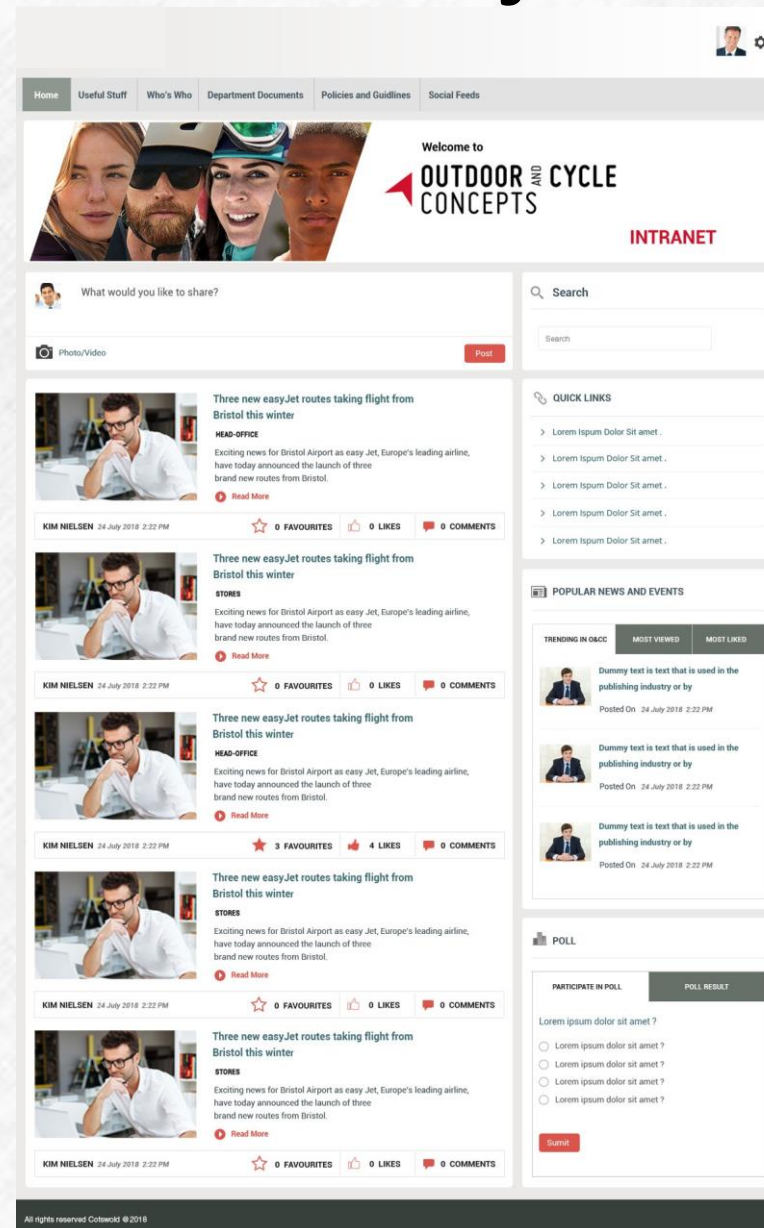 Home Useful Stuff Who's Who Department Documents Policies and Guidlines Social Feeds
Welcome to
OUTDOOR AND CYCLE
CONCEPTS
INTRANET
What would you like to share?
Photo/Video
Post
Three new easyJet routes taking flight from
Bristol this winter
HEAD-OFFICE
Exciting news for Bristol Airport as easy Jet, Europe's leading airline,
have today announced the launch of three
brand new routes from Bristol.
Read More
KIM NIELSEN 24 July 2018 2:22 PM 0 FAVOURITES 0 LIKES 0 COMMENTS
Three new easyJet routes taking flight from
Bristol this winter
STORES
Exciting news for Bristol Airport as easy Jet, Europe's leading airline,
have today announced the launch of three
brand new routes from Bristol.
Read More
KIM NIELSEN 24 July 2018 2:22 PM 0 FAVOURITES 0 LIKES 0 COMMENTS
Three new easyJet routes taking flight from
Bristol this winter
HEAD-OFFICE
Exciting news for Bristol Airport as easy Jet, Europe's leading airline,
have today announced the launch of three
brand new routes from Bristol.
Read More
KIM NIELSEN 24 July 2018 2:22 PM 3 FAVOURITES 4 LIKES 0 COMMENTS
Three new easyJet routes taking flight from
Bristol this winter
STORES
Exciting news for Bristol Airport as easy Jet, Europe's leading airline,
have today announced the launch of three
brand new routes from Bristol.
Read More
KIM NIELSEN 24 July 2018 2:22 PM 0 FAVOURITES 0 LIKES 0 COMMENTS
Three new easyJet routes taking flight from
Bristol this winter
STORES
Exciting news for Bristol Airport as easy Jet, Europe's leading airline,
have today announced the launch of three
brand new routes from Bristol.
Read More
KIM NIELSEN 24 July 2018 2:22 PM 0 FAVOURITES 0 LIKES 0 COMMENTS
Search
Search
QUICK LINKS
Lorem Ispum Dolor Sit amet .
Lorem Ispum Dolor Sit amet .
Lorem Ispum Dolor Sit amet .
Lorem Ispum Dolor Sit amet .
Lorem Ispum Dolor Sit amet .
POPULAR NEWS AND EVENTS
TRENDING IN O&CC MOST VIEWED MOST LIKED
Dummy text is text that is used in the
publishing industry or by
Posted On 24 July 2018 2:22 PM
Dummy text is text that is used in the
publishing industry or by
Posted On 24 July 2018 2:22 PM
Dummy text is text that is used in the
publishing industry or by
Posted On 24 July 2018 2:22 PM
POLL
PARTICIPATE IN POLL POLL RESULT
Lorem ipsum dolor sit amet ?
Lorem ipsum dolor sit amet ?
Lorem ipsum dolor sit amet ?
Lorem ipsum dolor sit amet ?
Lorem ipsum dolor sit amet ?
Sumit
All rights reserved Cotswold @2018